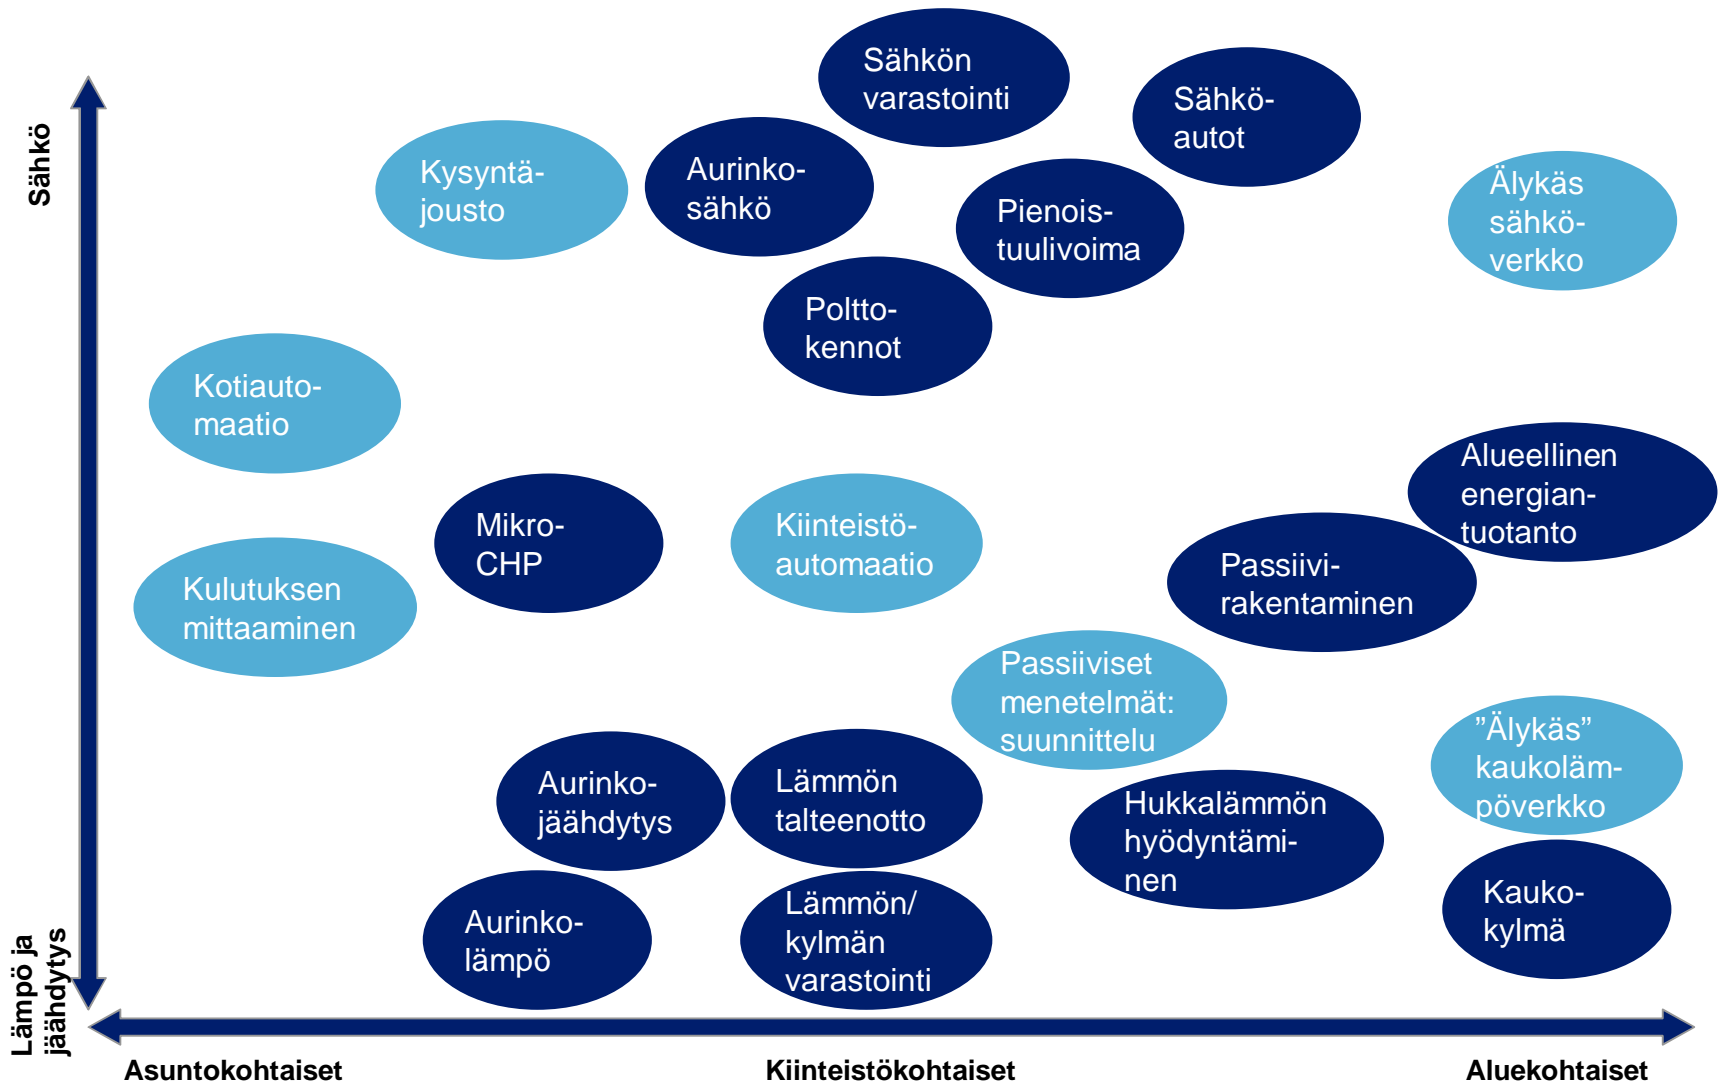 Sähkön
varastointi
Sähkö-
autot
Sähkö
Kysyntä-
jousto
Aurinko-
sähkö
Pienois-
tuulivoima
Älykäs
sähkö-
verkko
Poltto-
kennot
Kotiauto-
maatio
Alueellinen
energian-
tuotanto
Mikro-
CHP
Kiinteistö-
automaatio
Passiivi-
rakentaminen
Kulutuksen
mittaaminen
Passiiviset
menetelmät:
suunnittelu
”Älykäs”
kaukoläm-
pöverkko
Aurinko-
jäähdytys
Lämmön
talteenotto
Hukkalämmön
hyödyntämi-
nen
Kauko-
kylmä
Aurinko-
lämpö
Lämmön/
kylmän
varastointi
Lämpö ja
jäähdytys
Asuntokohtaiset
Kiinteistökohtaiset
Aluekohtaiset